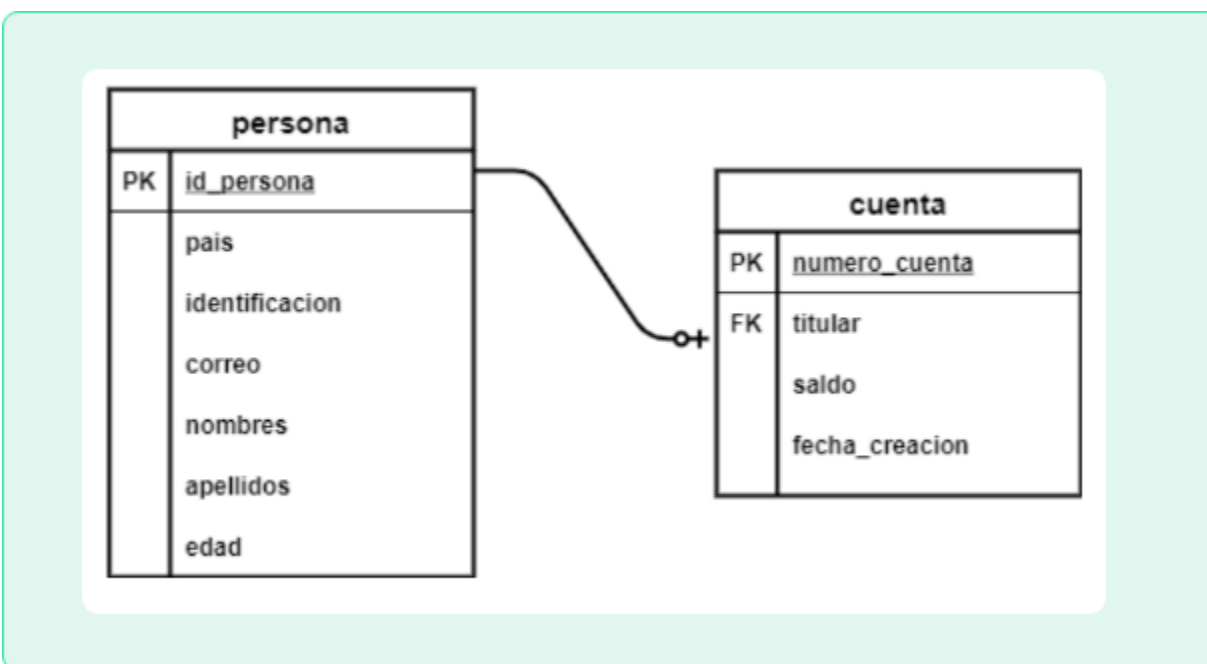 persona
PK id_persona
pais
identificacion
correo
nombres
apellidos
edad
cuenta
PK numero_cuenta
FK titular
saldo
fecha_creacion